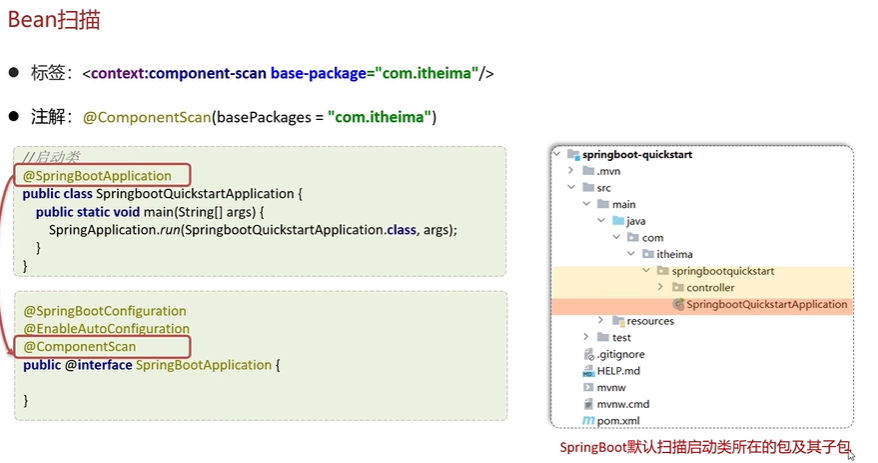 Bean扫描
● 标签：<context:component-scan base-package="com.itheima"/>
● 注解：@ComponentScan(basePackages = "com.itheima")
//启动类
@SpringBootApplication
public class SpringbootQuickstartApplication {
public static void main(String[] args) {
SpringApplication.run(SpringbootQuickstartApplication.class, args);
}
}
@SpringBootConfiguration
@EnableAutoConfiguration
@ComponentScan
public @interface SpringBootApplication {
}
springboot-quickstart
.mvn
src
main
java
com
itheima
springbootquickstart
controller
SpringbootQuickstartApplication
resources
test
.gitignore
HELP.md
mvnw
mvnw.cmd
pom.xml
SpringBoot默认扫描启动类所在的包及其子包